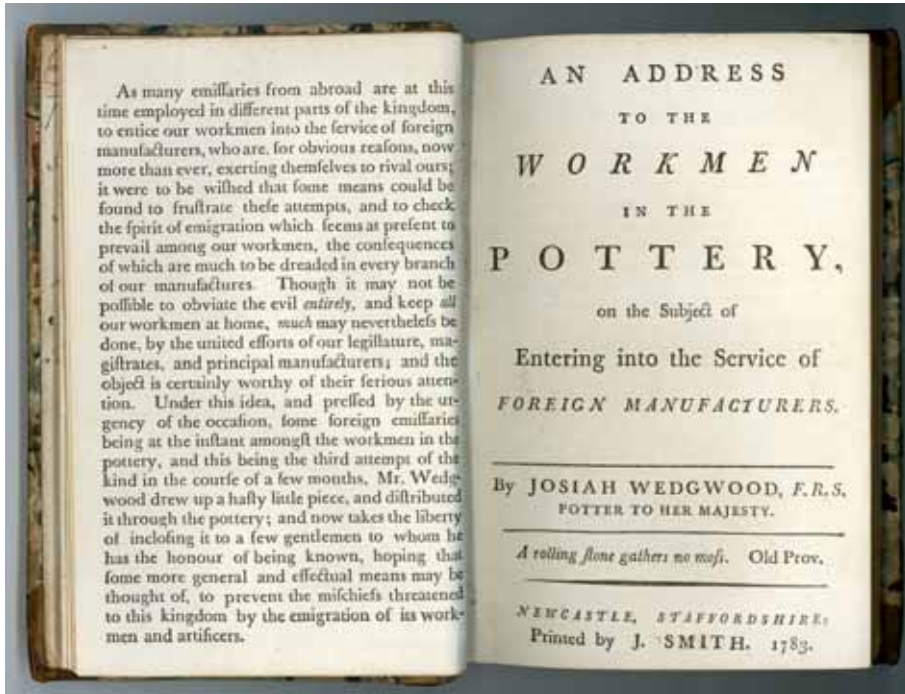 As many emiſſaries from abroad are at this
time employed in different parts of the kingdom,
to entice our workmen into the ſervice of foreign
manufacturers, who are. for obvious reaſons, now
more than ever, exerting themſelves to rival ours;
it were to be wiſhed that ſome means could be
found to fruſtrate theſe attempts, and to check
the ſpirit of emigration which ſeems at preſent to
prevail among our workmen, the conſequences
of which are much to be dreaded in every branch
of our manufactures. Though it may not be
poſſible to obviate the evil entirely, and keep all
our workmen at home, much may nevertheleſs be
done, by the united efforts of our legiſlature, ma-
giſtrates, and principal manufacturers; and the
object is certainly worthy of their ſerious atten-
tion. Under this idea, and preſſed by the ur-
gency of the occaſion, ſome foreign emiſſaries
being at the inſtant amongſt the workmen in the
pottery, and this being the third attempt of the
kind in the courſe of a few months, Mr. Wedg-
wood drew up a haſty little piece, and diſtributed
it through the pottery; and now takes the liberty
of incloſing it to a few gentlemen to whom he
has the honour of being known, hoping that
ſome more general and effectual means may be
thought of, to prevent the miſchiefs threatened
to this kingdom by the emigration of its work-
men and artificers.
AN ADDRESS
TO THE
WORKMEN
IN THE
POTTERY,
on the Subject of
Entering into the Service of
FOREIGN MANUFACTURERS.
By JOSIAH WEDGWOOD, F.R.S.
POTTER TO HER MAJESTY.
A rolling ſtone gathers no moſs. Old Prov.
NEWCASTLE, STAFFORDSHIRE:
Printed by J. SMITH. 1783.